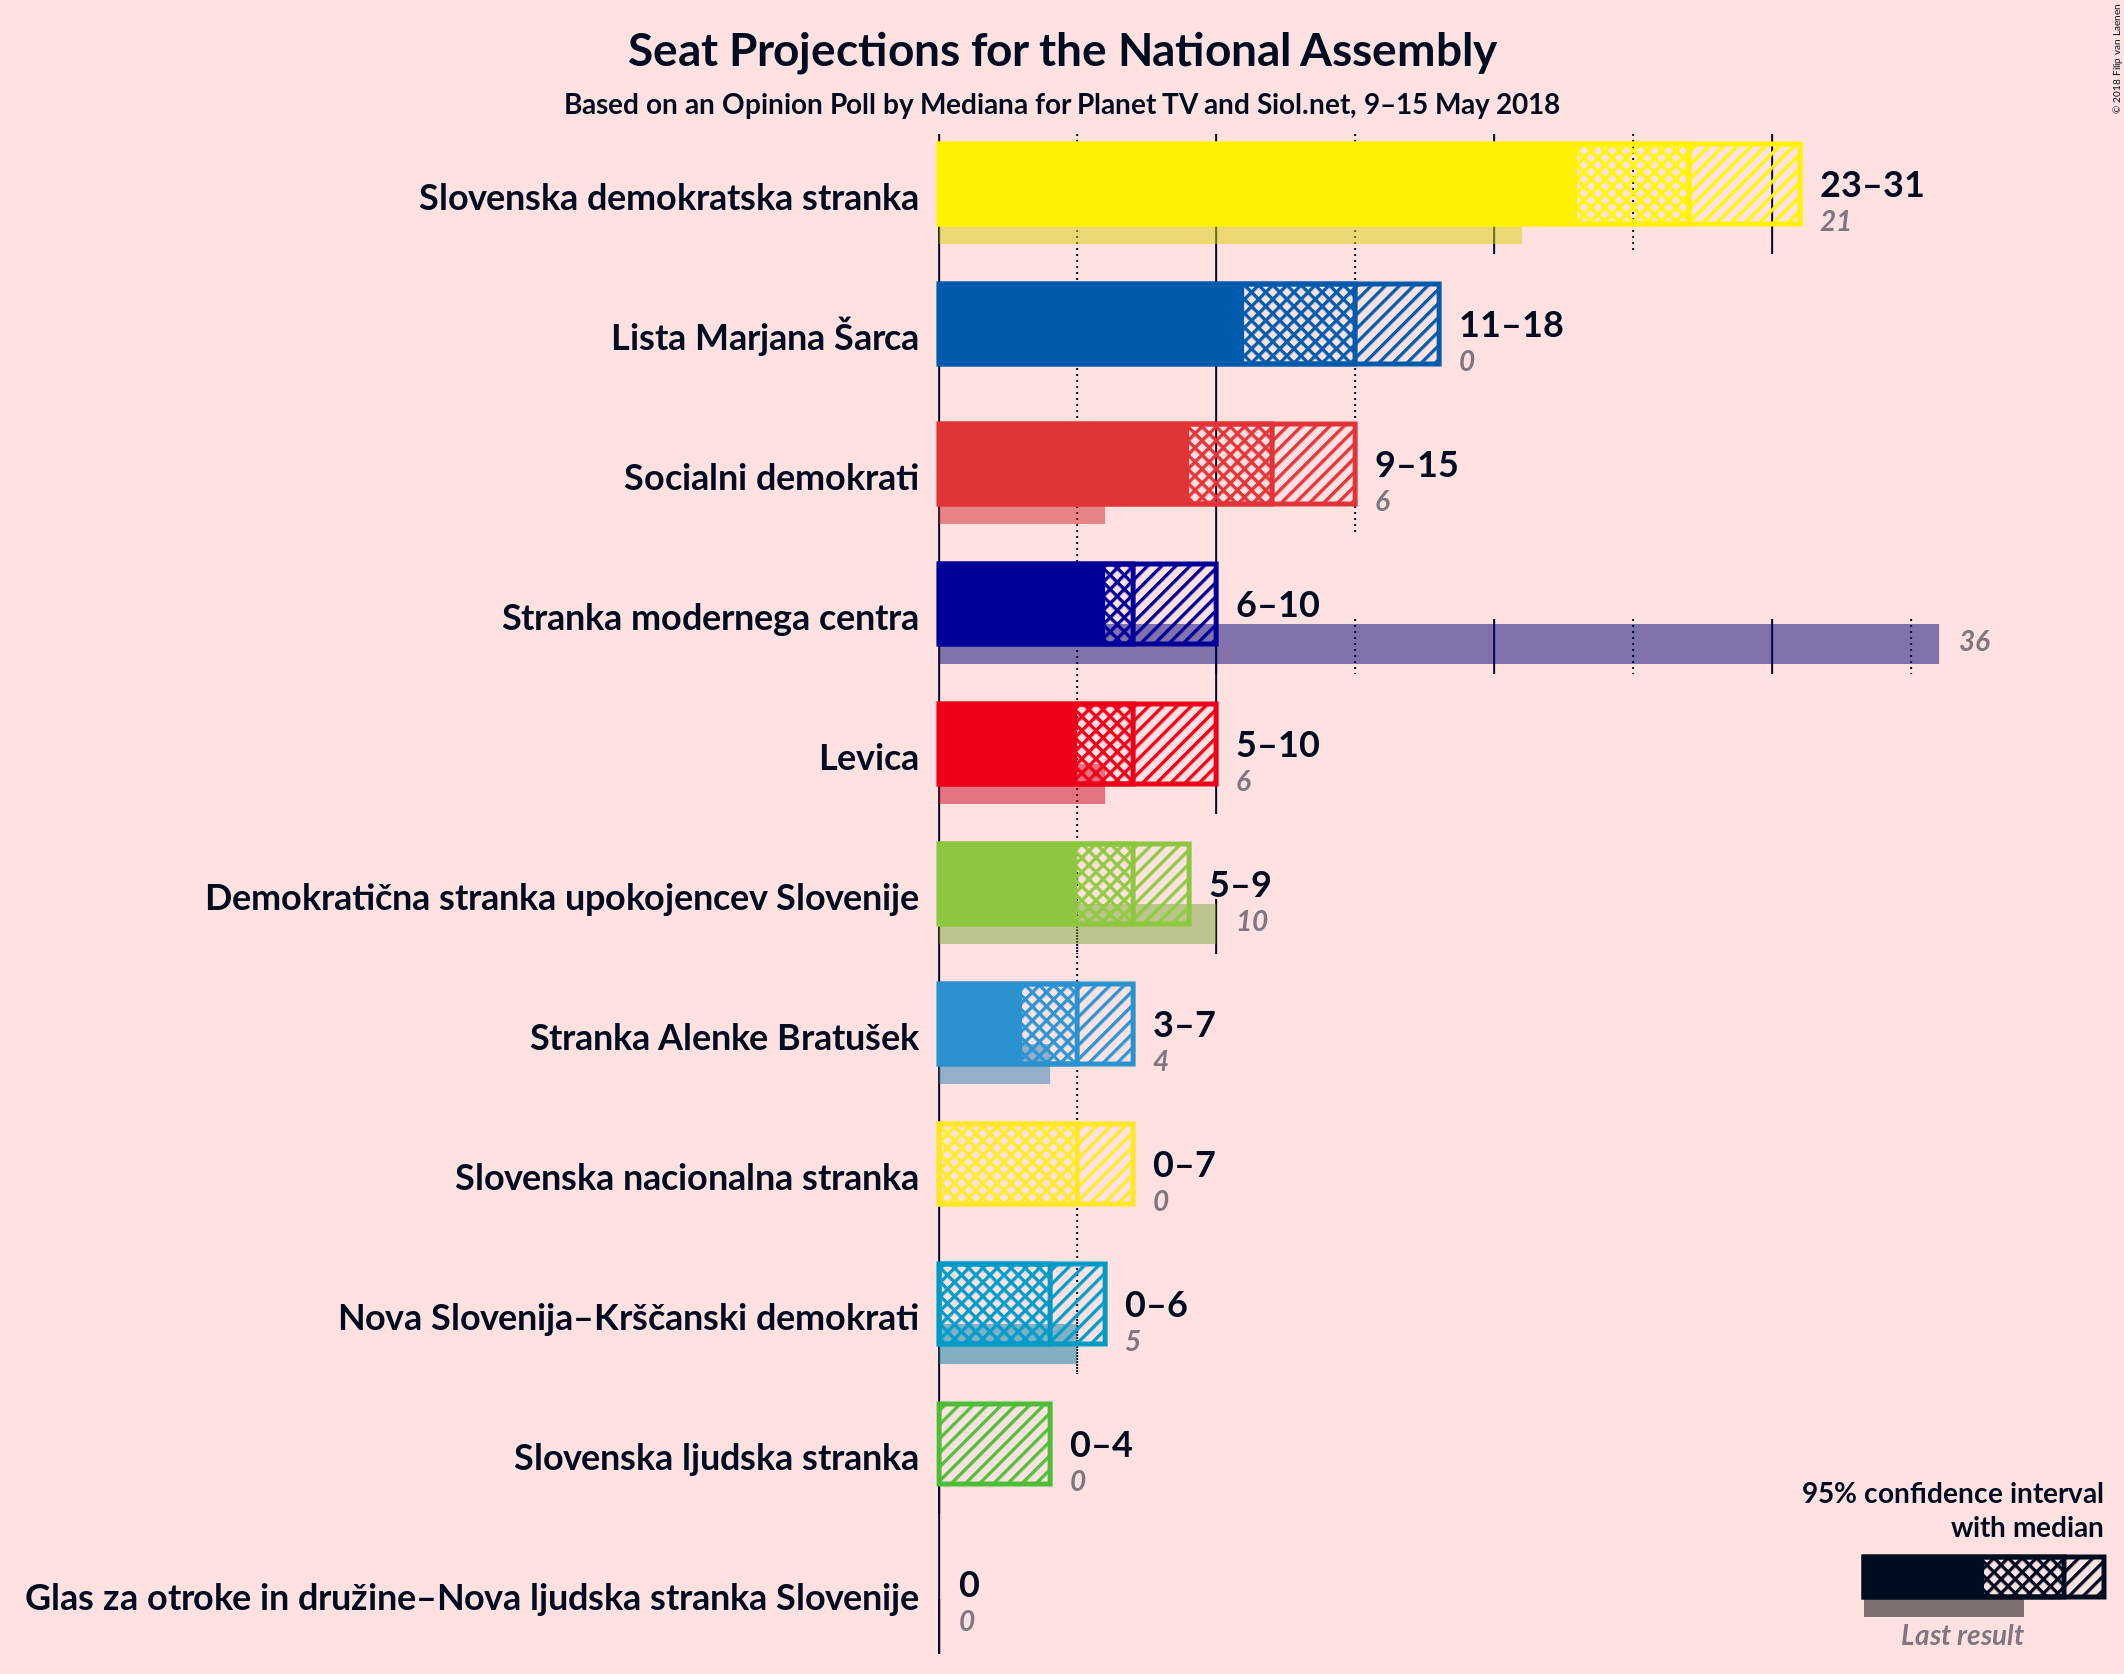 Seat Projections for the National Assembly
Based on an Opinion Poll by Mediana for Planet TV and Siol.net, 9–15 May 2018
© 2018 Filip van Laenen
Slovenska demokratska stranka
23–31
21
Lista Marjana Šarca
11–18
0
Socialni demokrati
9–15
6
Stranka modernega centra
6–10
36
Levica
5–10
6
Demokratična stranka upokojencev Slovenije
5–9
10
Stranka Alenke Bratušek
3–7
4
Slovenska nacionalna stranka
0–7
0
Nova Slovenija–Krščanski demokrati
0–6
5
Slovenska ljudska stranka
0–4
0
Glas za otroke in družine–Nova ljudska stranka Slovenije
0
0
95% confidence interval
with median
Last result